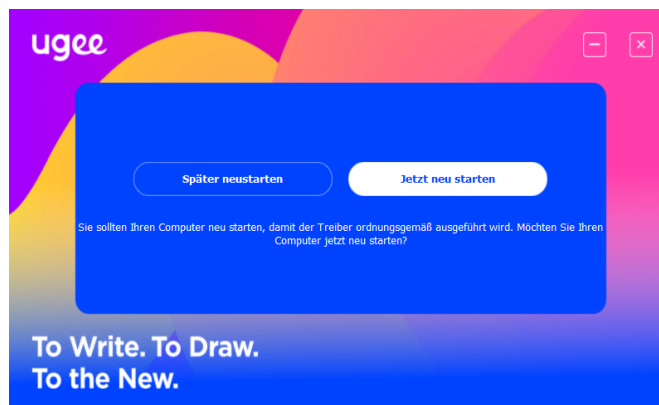 ugee
Später neustarten
Jetzt neu starten
Sie sollten Ihren Computer neu starten, damit der Treiber ordnungsgemäß ausgeführt wird. Möchten Sie Ihren
Computer jetzt neu starten?
To Write. To Draw.
To the New.